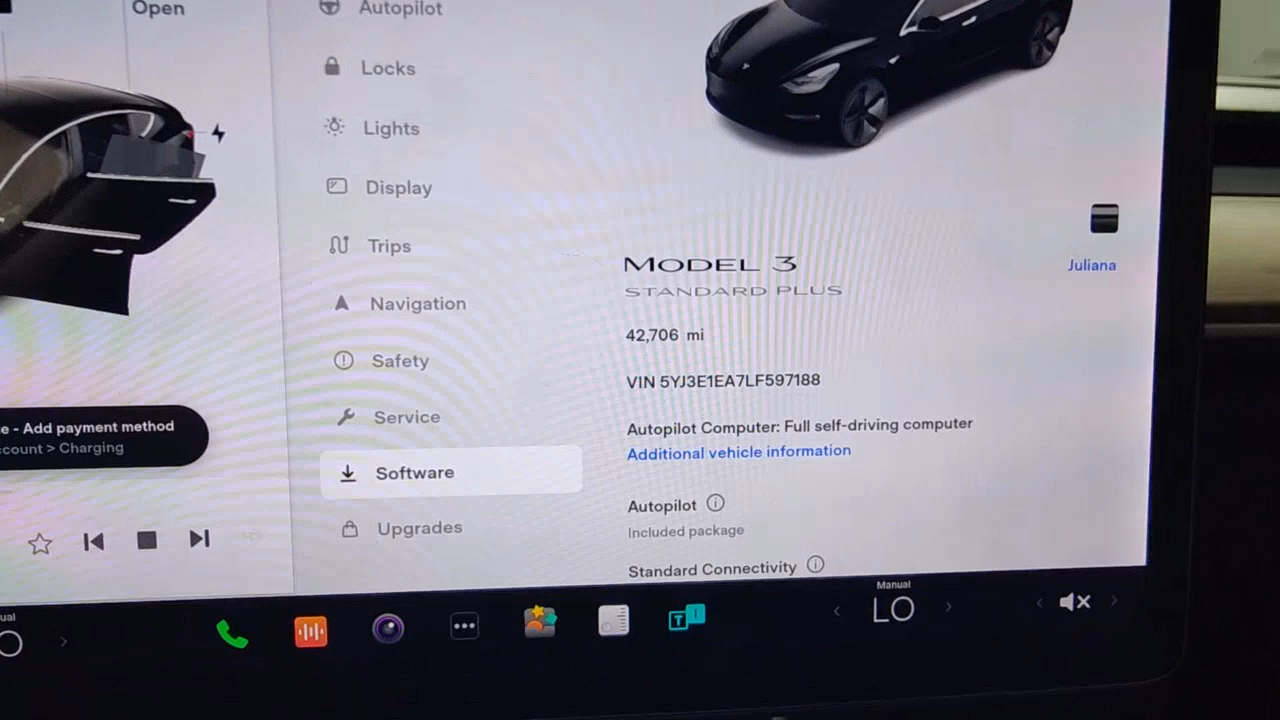 Open
Autopilot
Locks
Lights
Display
Trips
Navigation
Safety
Service
Software
Upgrades
MODEL 3
STANDARD PLUS
Juliana
42,706 mi
VIN 5YJ3E1EA7LF597188
Autopilot Computer: Full self-driving computer
Additional vehicle information
Autopilot
Included package
Standard Connectivity
e - Add payment method
count > Charging
ual
T
Manual
LO